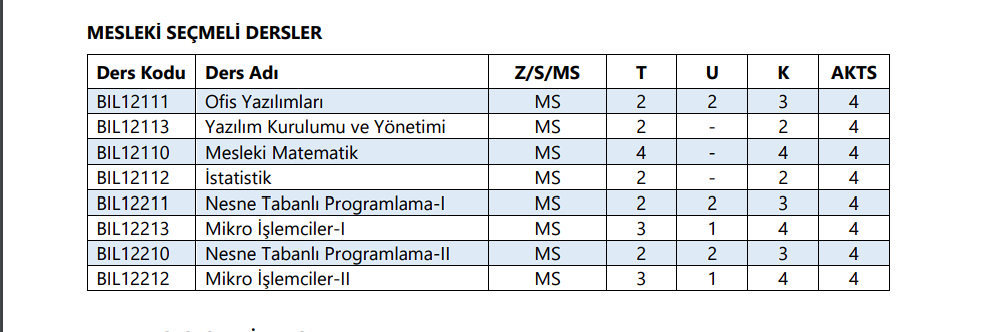 MESLEKİ SEÇMELİ DERSLER
Ders Kodu Ders Adı Z/S/MS T U K AKTS
BIL12111 Ofis Yazılımları MS 2 2 3 4
BIL12113 Yazılım Kurulumu ve Yönetimi MS 2 - 2 4
BIL12110 Mesleki Matematik MS 4 - 4 4
BIL12112 İstatistik MS 2 - 2 4
BIL12211 Nesne Tabanlı Programlama-I MS 2 2 3 4
BIL12213 Mikro İşlemciler-I MS 3 1 4 4
BIL12210 Nesne Tabanlı Programlama-II MS 2 2 3 4
BIL12212 Mikro İşlemciler-II MS 3 1 4 4